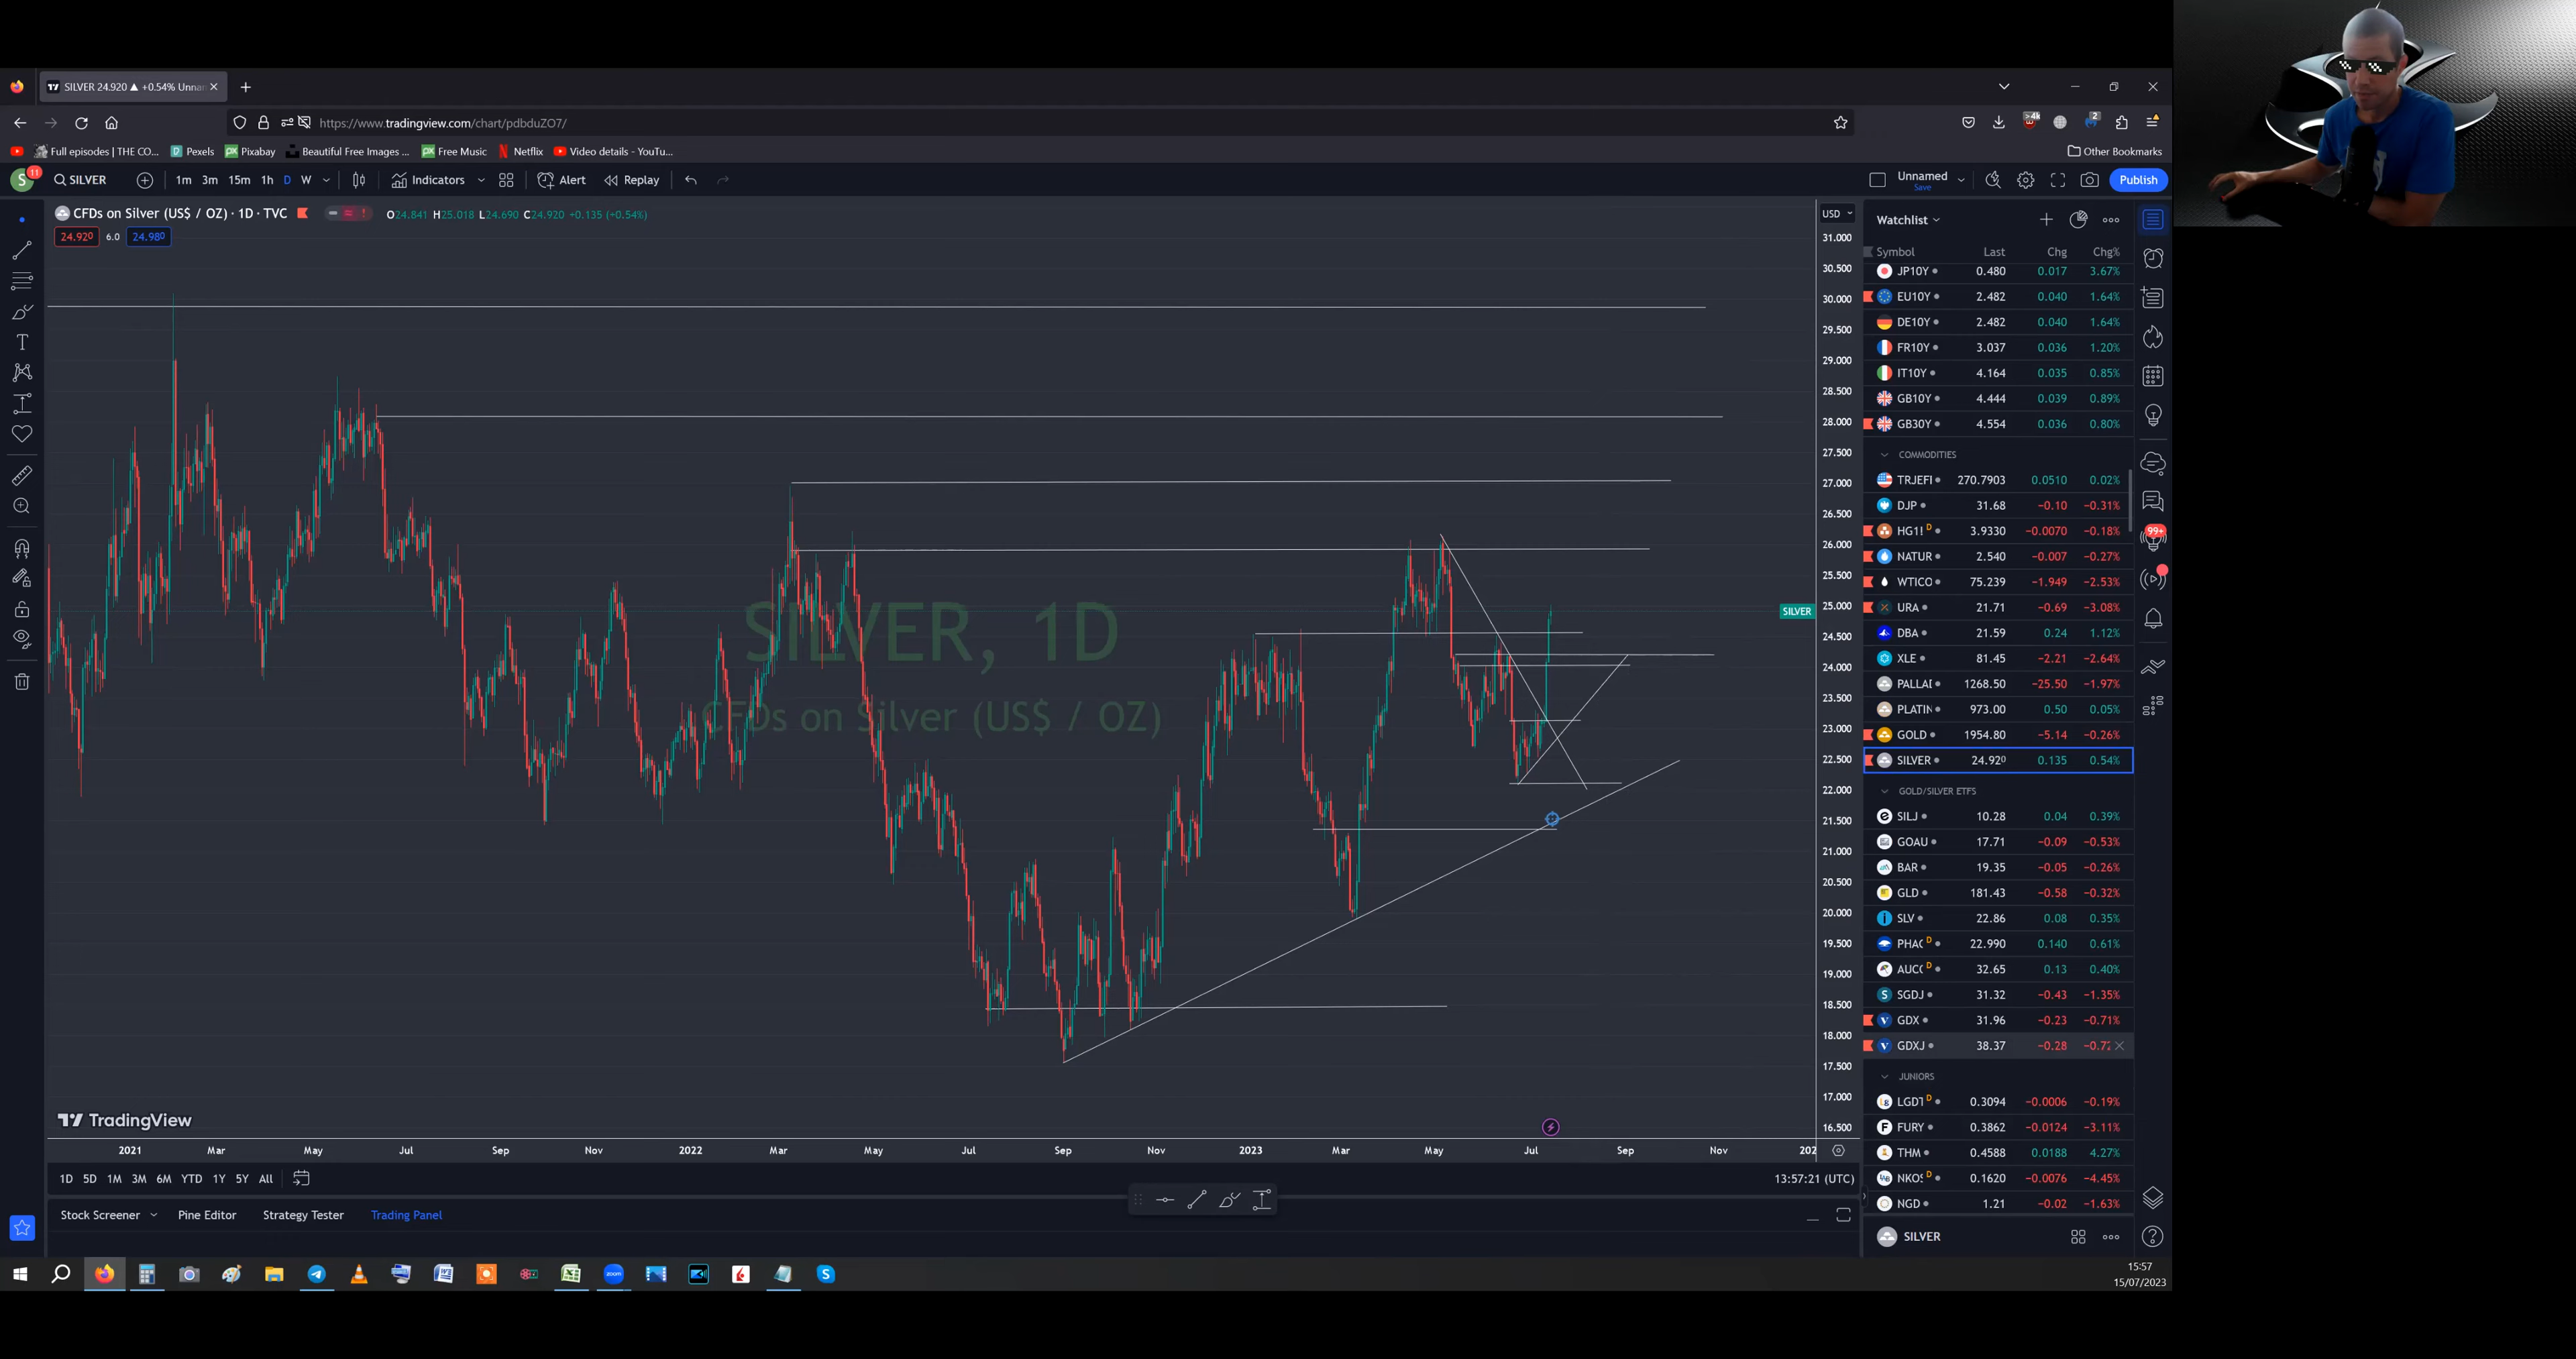 SILVER 24.920 ▲ +0.54% Unnan
https://www.tradingview.com/chart/pdbduZO7/
>4k
2
Full episodes | THE CO... Pexels Pixabay Beautiful Free Images ... Free Music Netflix Video details - YouTu... Other Bookmarks
S 11 SILVER 1m 3m 15m 1h D W Indicators Alert Replay Unnamed Save Publish
CFDs on Silver (US$ / OZ) · 1D · TVC O24.841 H25.018 L24.690 C24.920 +0.135 (+0.54%)
24.920 6.0 24.980
USD
31.000
30.500
30.000
29.500
29.000
28.500
28.000
27.500
27.000
26.500
26.000
25.500
25.000
24.500
24.000
23.500
23.000
22.500
22.000
21.500
21.000
20.500
20.000
19.500
19.000
18.500
18.000
17.500
17.000
16.500
SILVER
SILVER, 1D
CFDs on Silver (US$ / OZ)
TradingView
2021 Mar May Jul Sep Nov 2022 Mar May Jul Sep Nov 2023 Mar May Jul Sep Nov 202
1D 5D 1M 3M 6M YTD 1Y 5Y All
13:57:21 (UTC)
Stock Screener Pine Editor Strategy Tester Trading Panel
Watchlist
Symbol Last Chg Chg%
JP10Y 0.480 0.017 3.67%
EU10Y 2.482 0.040 1.64%
DE10Y 2.482 0.040 1.64%
FR10Y 3.037 0.036 1.20%
IT10Y 4.164 0.035 0.85%
GB10Y 4.444 0.039 0.89%
GB30Y 4.554 0.036 0.80%
COMMODITIES
TRJEFI 270.7903 0.0510 0.02%
DJP 31.68 −0.10 −0.31%
HG1! D 3.9330 −0.0070 −0.18%
NATUR 2.540 −0.007 −0.27%
WTICO 75.239 −1.949 −2.53%
URA 21.71 −0.69 −3.08%
DBA 21.59 0.24 1.12%
XLE 81.45 −2.21 −2.64%
PALLAI 1268.50 −25.50 −1.97%
PLATIN 973.00 0.50 0.05%
GOLD 1954.80 −5.14 −0.26%
SILVER 24.920 0.135 0.54%
GOLD/SILVER ETFS
SILJ 10.28 0.04 0.39%
GOAU 17.71 −0.09 −0.53%
BAR 19.35 −0.05 −0.26%
GLD 181.43 −0.58 −0.32%
SLV 22.86 0.08 0.35%
PHAG D 22.990 0.140 0.61%
AUCO D 32.65 0.13 0.40%
SGDJ 31.32 −0.43 −1.35%
GDX 31.96 −0.23 −0.71%
GDXJ 38.37 −0.28 −0.72
JUNIORS
LGDT D 0.3094 −0.0006 −0.19%
FURY 0.3862 −0.0124 −3.11%
THM 0.4588 0.0188 4.27%
NKOS D 0.1620 −0.0076 −4.45%
NGD 1.21 −0.02 −1.63%
SILVER
99+
zoom
15:57
15/07/2023